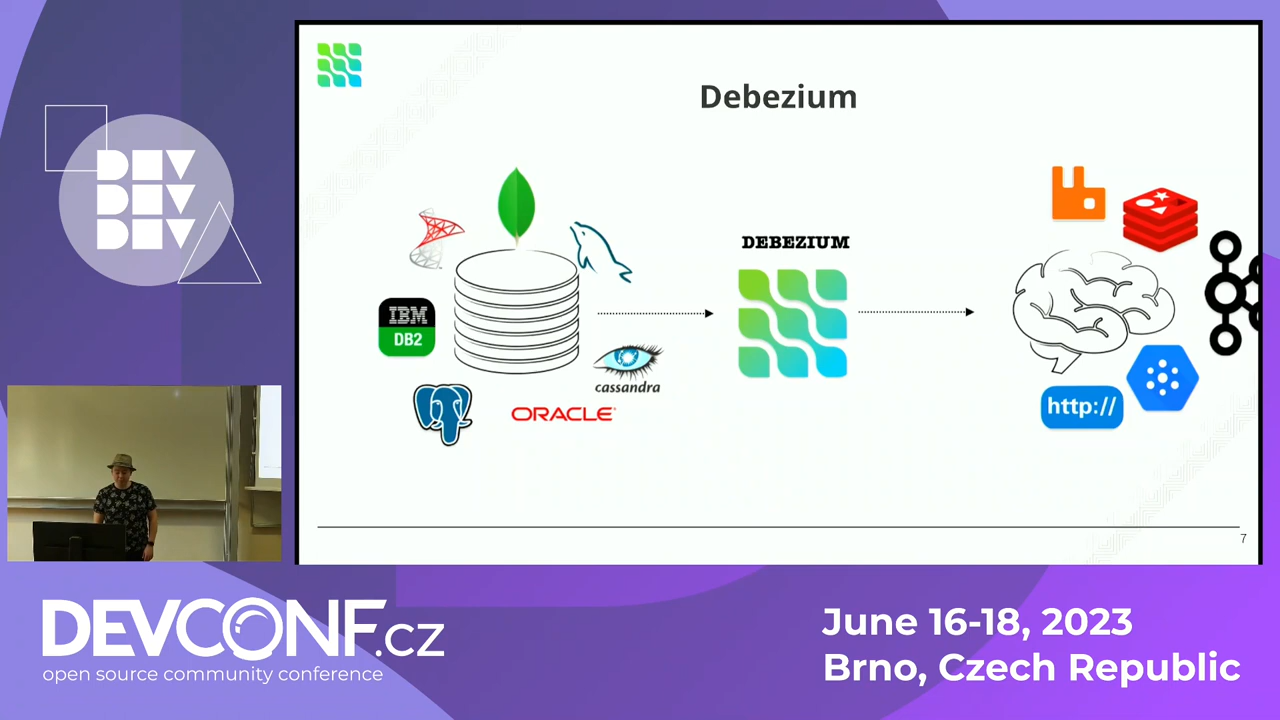 Debezium
DEV
DEV
DEV
DEBEZIUM
IBM
DB2
cassandra
ORACLE
http://
7
DEVCONF.cz
open source community conference
June 16-18, 2023
Brno, Czech Republic